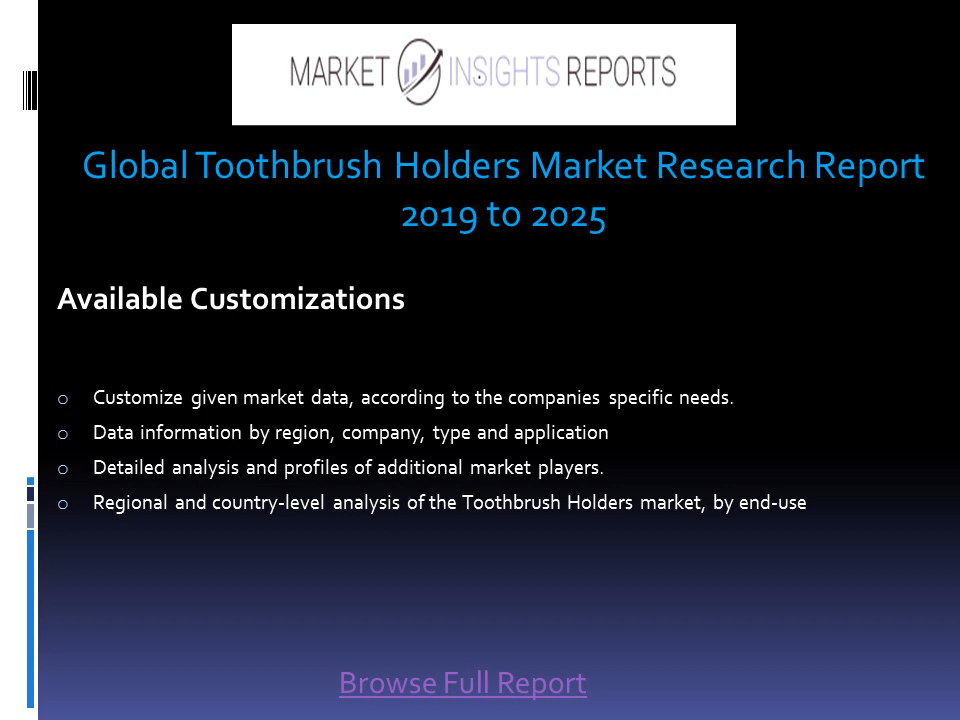 MARKET INSIGHTS REPORTS
Global Toothbrush Holders Market Research Report
2019 to 2025
Available Customizations
o Customize given market data, according to the companies specific needs.
o Data information by region, company, type and application
o Detailed analysis and profiles of additional market players.
o Regional and country-level analysis of the Toothbrush Holders market, by end-use
Browse Full Report